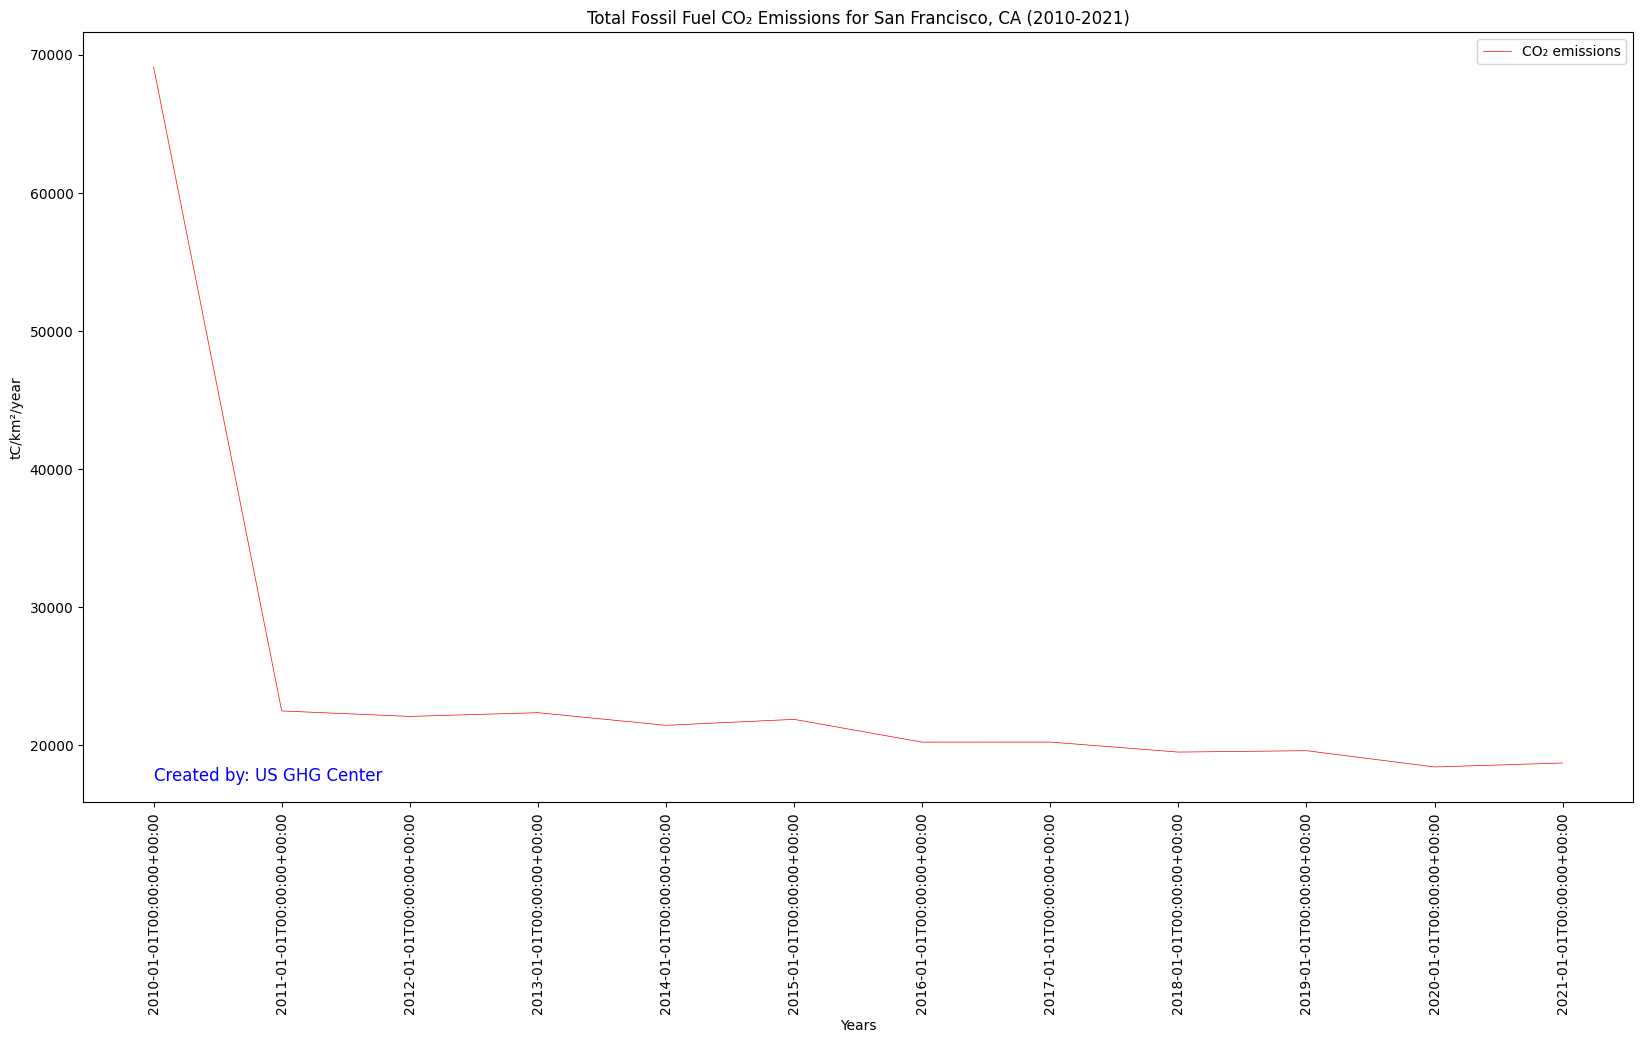 Total Fossil Fuel CO₂ Emissions for San Francisco, CA (2010-2021)
CO₂ emissions
tC/km²/year
70000
60000
50000
40000
30000
20000
Created by: US GHG Center
2010-01-01T00:00:00+00:00
2011-01-01T00:00:00+00:00
2012-01-01T00:00:00+00:00
2013-01-01T00:00:00+00:00
2014-01-01T00:00:00+00:00
2015-01-01T00:00:00+00:00
2016-01-01T00:00:00+00:00
2017-01-01T00:00:00+00:00
2018-01-01T00:00:00+00:00
2019-01-01T00:00:00+00:00
2020-01-01T00:00:00+00:00
2021-01-01T00:00:00+00:00
Years